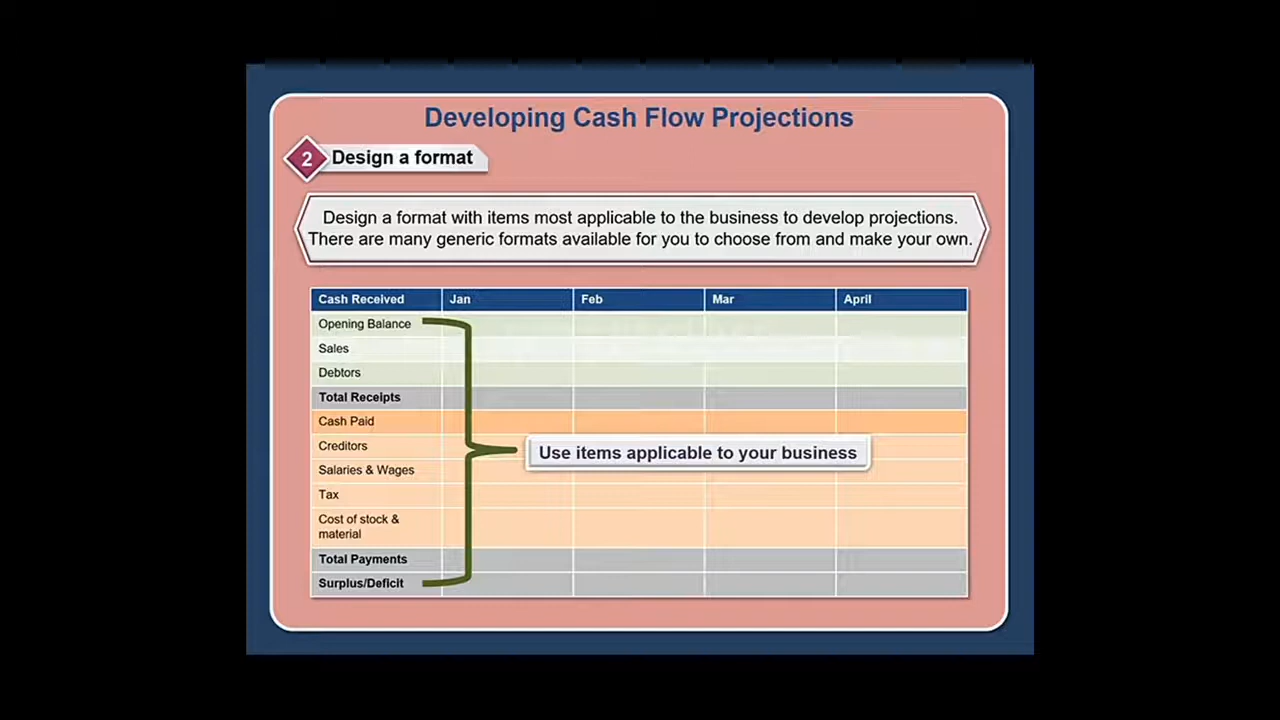 Developing Cash Flow Projections
2
Design a format
Design a format with items most applicable to the business to develop projections.
There are many generic formats available for you to choose from and make your own.
Cash Received Jan Feb Mar April
Opening Balance
Sales
Debtors
Total Receipts
Cash Paid
Creditors
Use items applicable to your business
Salaries & Wages
Tax
Cost of stock &
material
Total Payments
Surplus/Deficit